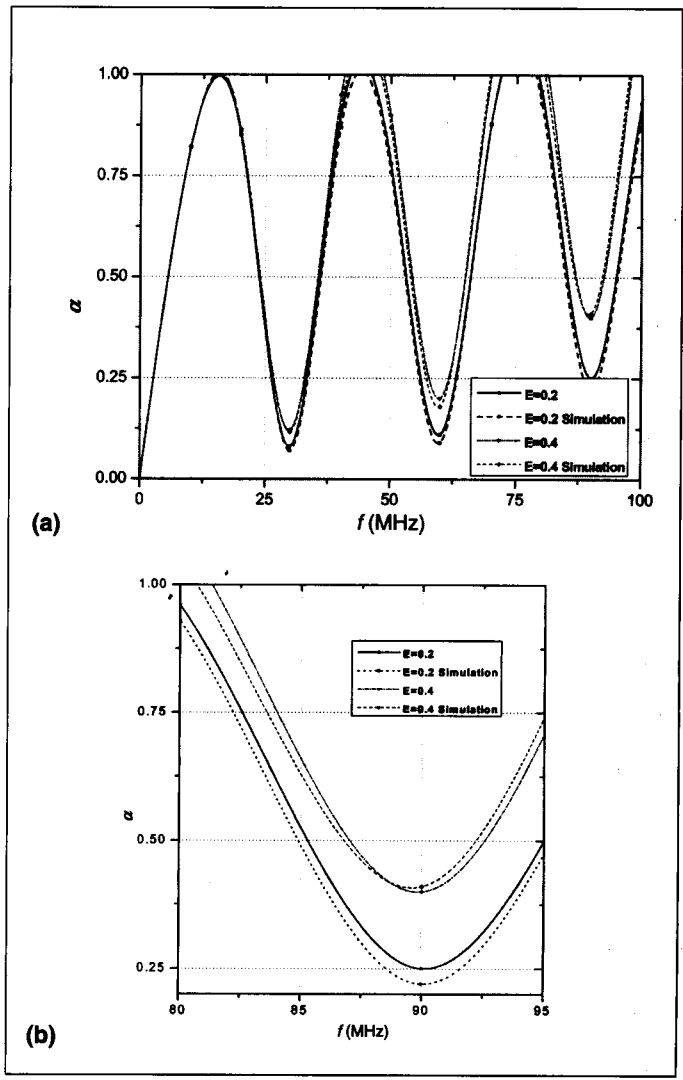 1.00
0.75
0.50
0.25
0.00
α
0 25 50 75 100
f (MHz)
E=0.2
E=0.2 Simulation
E=0.4
E=0.4 Simulation
(a)
1.00
0.75
0.50
0.25
α
80 85 90 95
f (MHz)
E=0.2
E=0.2 Simulation
E=0.4
E=0.4 Simulation
(b)